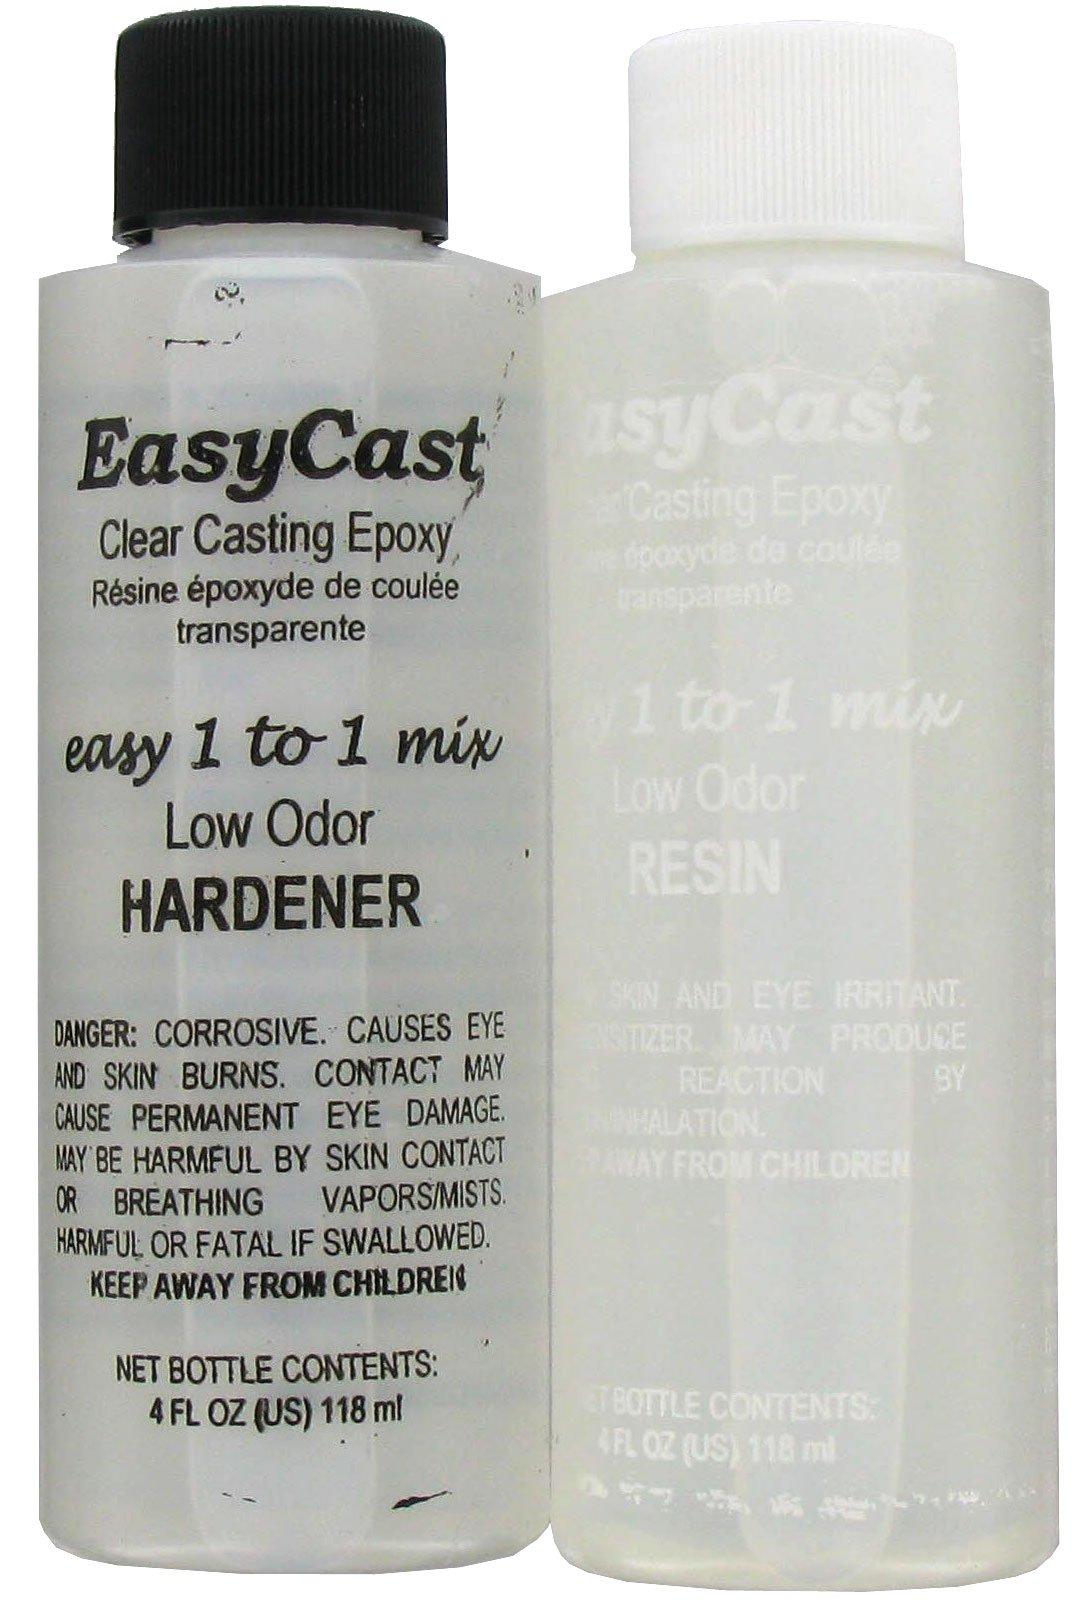 EasyCast
Clear Casting Epoxy
Résine époxyde de coulée
transparente
easy 1 to 1 mix
Low Odor
HARDENER
DANGER: CORROSIVE. CAUSES EYE
AND SKIN BURNS. CONTACT MAY
CAUSE PERMANENT EYE DAMAGE.
MAY BE HARMFUL BY SKIN CONTACT
OR BREATHING VAPORS/MISTS.
HARMFUL OR FATAL IF SWALLOWED.
KEEP AWAY FROM CHILDREN
NET BOTTLE CONTENTS:
4 FL OZ (US) 118 ml
asyCast
Casting Epoxy
époxyde de coulée
transparente
1 to 1 mix
Low Odor
RESIN
SKIN AND EYE IRRITANT.
MAY PRODUCE
REACTION BY
AWAY FROM CHILDREN
BOTTLE CONTENTS:
4 FL OZ (US) 118 ml